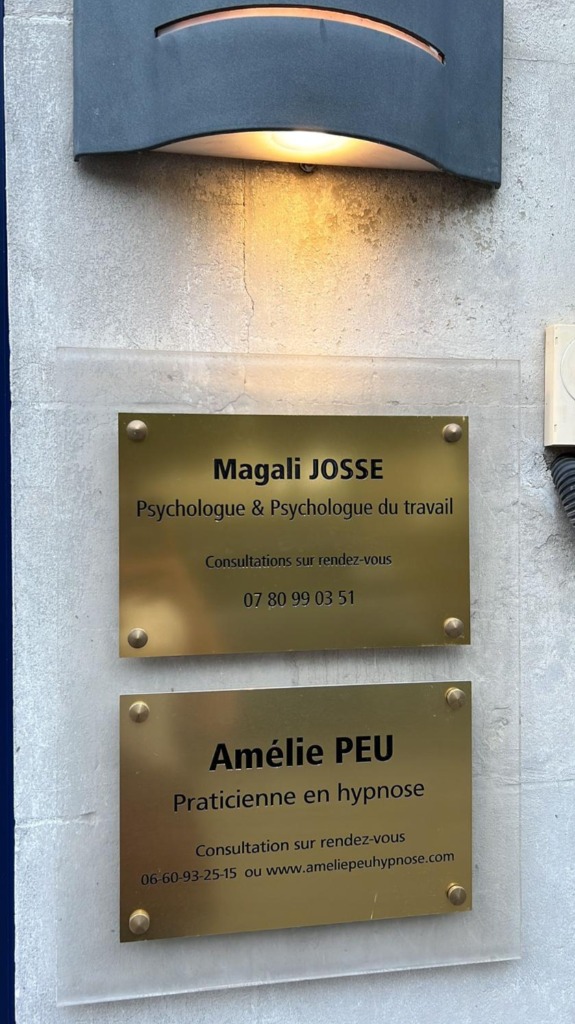 Magali JOSSE
Psychologue & Psychologue du travail
Consultations sur rendez-vous
07 80 99 03 51
Amélie PEU
Praticienne en hypnose
Consultation sur rendez-vous
06-60-93-25-15 ou www.ameliepeuhypnose.com